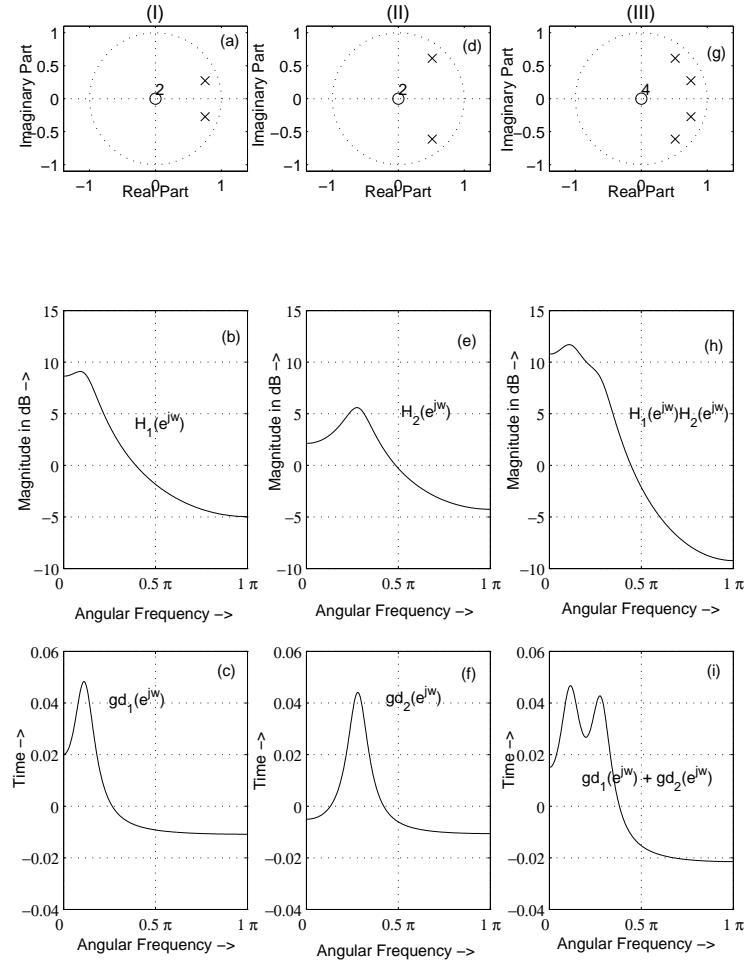 (I)
(II)
(III)
Imaginary Part
1
0.5
0
−0.5
−1
(a)
2
−1
0
1
Real Part
Imaginary Part
1
0.5
0
−0.5
−1
(d)
2
−1
0
1
Real Part
Imaginary Part
1
0.5
0
−0.5
−1
(g)
4
−1
0
1
Real Part
Magnitude in dB −>
15
10
5
0
−5
−10
(b)
H1(e^jw)
0
0.5 π
1 π
Angular Frequency −>
Magnitude in dB −>
15
10
5
0
−5
−10
(e)
H2(e^jw)
0
0.5 π
1 π
Angular Frequency −>
Magnitude in dB −>
15
10
5
0
−5
−10
(h)
H1(e^jw)H2(e^jw)
0
0.5 π
1 π
Angular Frequency −>
Time −>
0.06
0.04
0.02
0
−0.02
−0.04
(c)
gd1(e^jw)
0
0.5 π
1 π
Angular Frequency −>
Time −>
0.06
0.04
0.02
0
−0.02
−0.04
(f)
gd2(e^jw)
0
0.5 π
1 π
Angular Frequency −>
Time −>
0.06
0.04
0.02
0
−0.02
−0.04
(i)
gd1(e^jw) + gd2(e^jw)
0
0.5 π
1 π
Angular Frequency −>